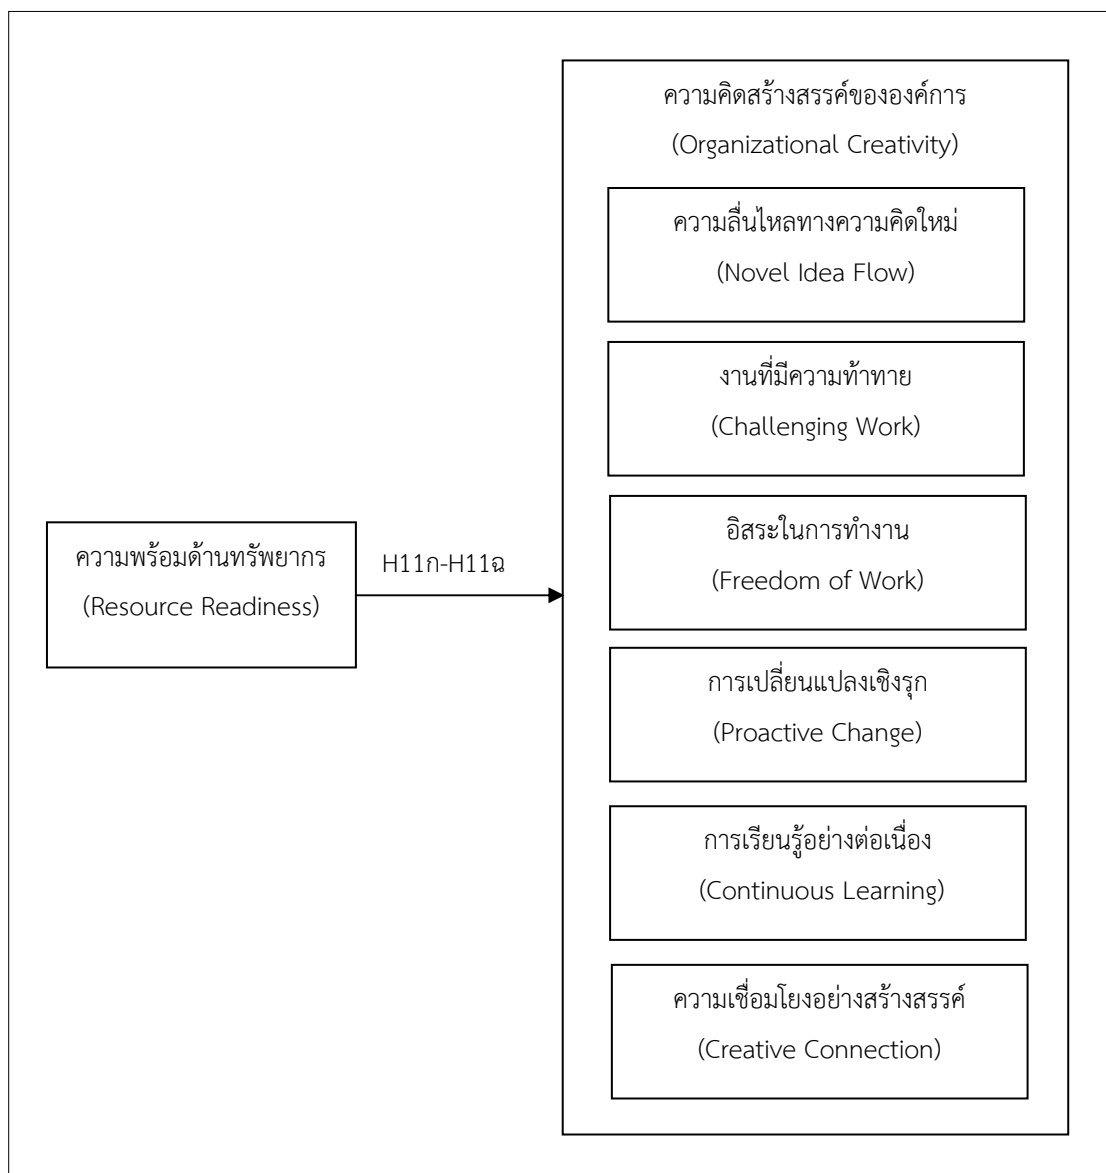 ความคิดสร้างสรรค์ขององค์การ
(Organizational Creativity)
ความลื่นไหลทางความคิดใหม่
(Novel Idea Flow)
งานที่มีความท้าทาย
(Challenging Work)
อิสระในการทำงาน
(Freedom of Work)
ความพร้อมด้านทรัพยากร
(Resource Readiness)
H11ก-H11ฉ
การเปลี่ยนแปลงเชิงรุก
(Proactive Change)
การเรียนรู้อย่างต่อเนื่อง
(Continuous Learning)
ความเชื่อมโยงอย่างสร้างสรรค์
(Creative Connection)